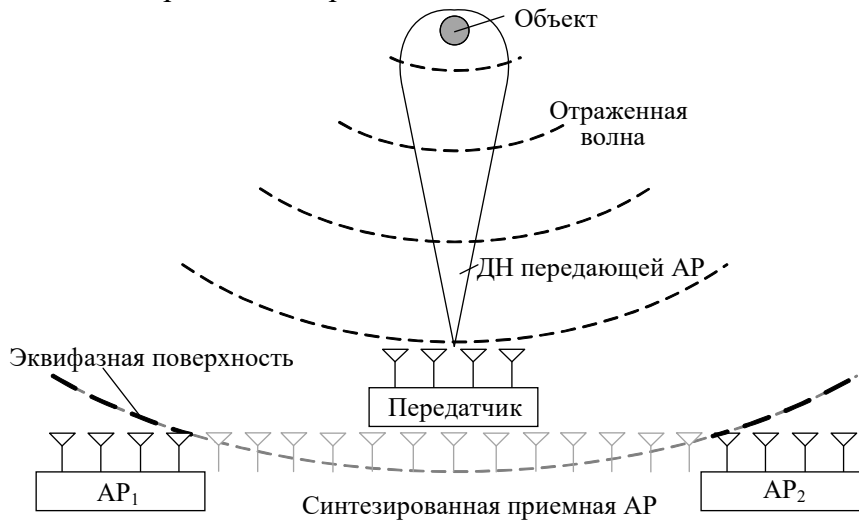 Объект
Отраженная
волна
ДН передающей АР
Эквифазная поверхность
Передатчик
АР₁
Синтезированная приемная АР
АР₂